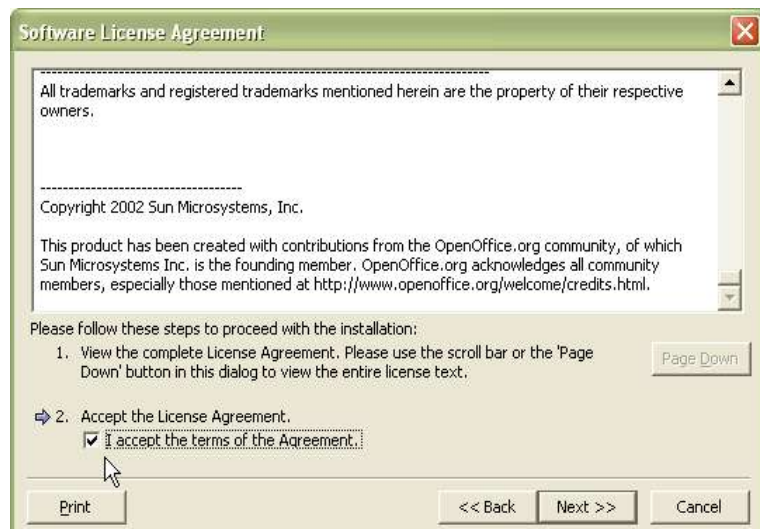 Software License Agreement
--------------------------------------------------------------------------------
All trademarks and registered trademarks mentioned herein are the property of their respective
owners.
------------------------------------
Copyright 2002 Sun Microsystems, Inc.
This product has been created with contributions from the OpenOffice.org community, of which
Sun Microsystems Inc. is the founding member. OpenOffice.org acknowledges all community
members, especially those mentioned at http://www.openoffice.org/welcome/credits.html.
Please follow these steps to proceed with the installation:
1. View the complete License Agreement. Please use the scroll bar or the 'Page
Down' button in this dialog to view the entire license text.
Page Down
2. Accept the License Agreement.
I accept the terms of the Agreement.
Print
<< Back
Next >>
Cancel